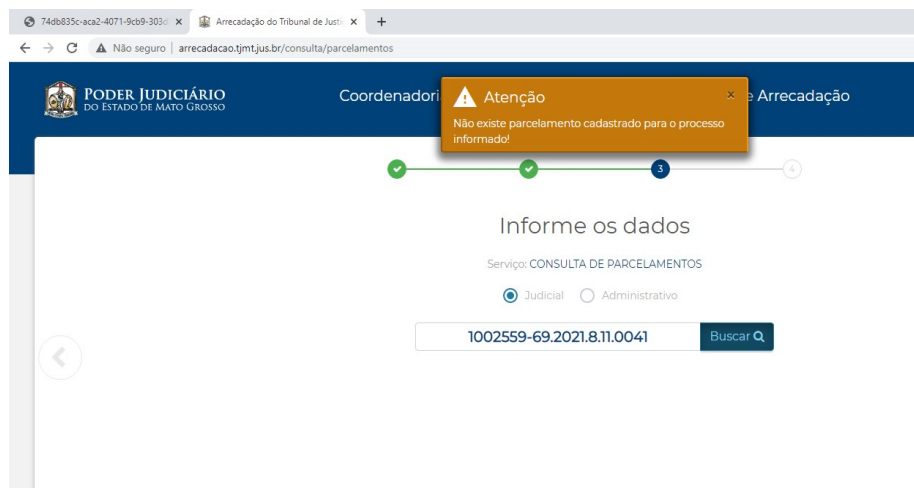 74db835c-aca2-4071-9cb9-303d
Arrecadação do Tribunal de Justi
Não seguro | arrecadacao.tjmt.jus.br/consulta/parcelamentos
PODER JUDICIÁRIO
DO ESTADO DE MATO GROSSO
Coordenadori
e Arrecadação
Atenção
Não existe parcelamento cadastrado para o processo
informado!
3
4
Informe os dados
Serviço: CONSULTA DE PARCELAMENTOS
Judicial Administrativo
1002559-69.2021.8.11.0041 Buscar